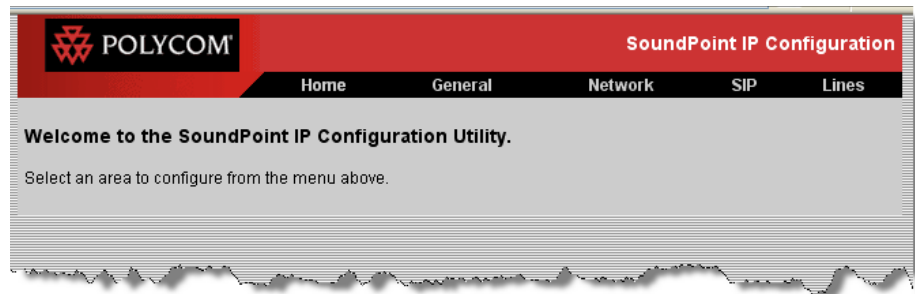 POLYCOM
SoundPoint IP Configuration
Home General Network SIP Lines
Welcome to the SoundPoint IP Configuration Utility.
Select an area to configure from the menu above.